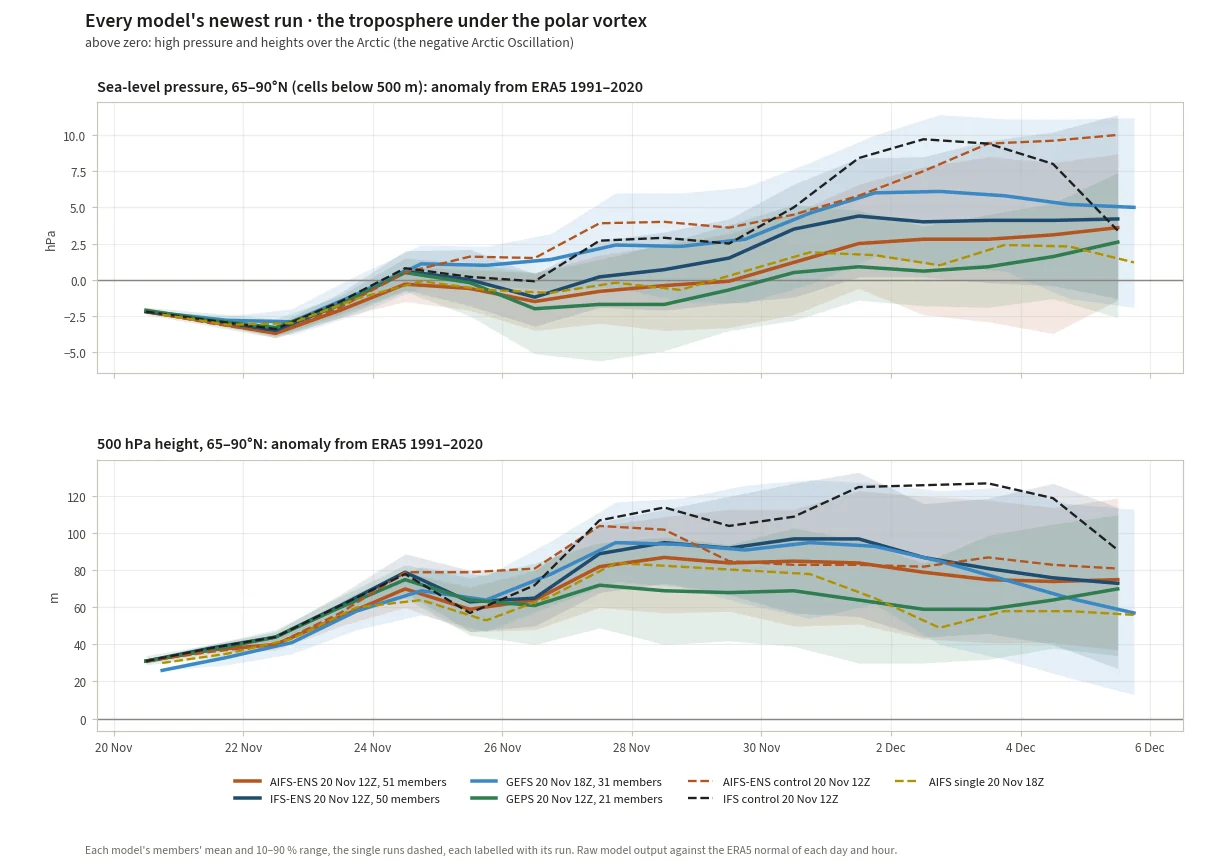 Every model's newest run · the troposphere under the polar vortex
above zero: high pressure and heights over the Arctic (the negative Arctic Oscillation)
Sea-level pressure, 65–90°N (cells below 500 m): anomaly from ERA5 1991–2020
10.0
7.5
5.0
2.5
0.0
−2.5
−5.0
hPa
500 hPa height, 65–90°N: anomaly from ERA5 1991–2020
120
100
80
60
40
20
0
m
20 Nov 22 Nov 24 Nov 26 Nov 28 Nov 30 Nov 2 Dec 4 Dec 6 Dec
AIFS-ENS 20 Nov 12Z, 51 members GEFS 20 Nov 18Z, 31 members AIFS-ENS control 20 Nov 12Z AIFS single 20 Nov 18Z
IFS-ENS 20 Nov 12Z, 50 members GEPS 20 Nov 12Z, 21 members IFS control 20 Nov 12Z
Each model's members' mean and 10–90 % range, the single runs dashed, each labelled with its run. Raw model output against the ERA5 normal of each day and hour.